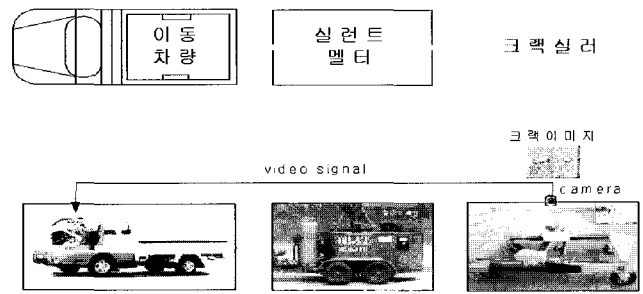 이동
차량
실런트
멜터
크랙실러
크랙이미지
video signal
camera